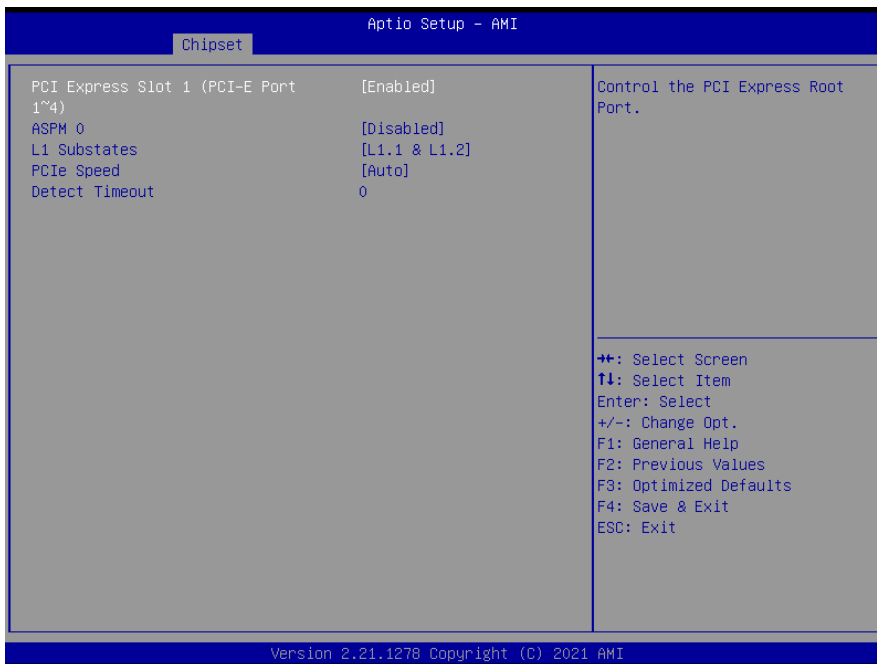 Aptio Setup – AMI
Chipset
PCI Express Slot 1 (PCI-E Port [Enabled]
1~4)
ASPM 0 [Disabled]
L1 Substates [L1.1 & L1.2]
PCIe Speed [Auto]
Detect Timeout 0
Control the PCI Express Root
Port.
→←: Select Screen
↑↓: Select Item
Enter: Select
+/-: Change Opt.
F1: General Help
F2: Previous Values
F3: Optimized Defaults
F4: Save & Exit
ESC: Exit
Version 2.21.1278 Copyright (C) 2021 AMI